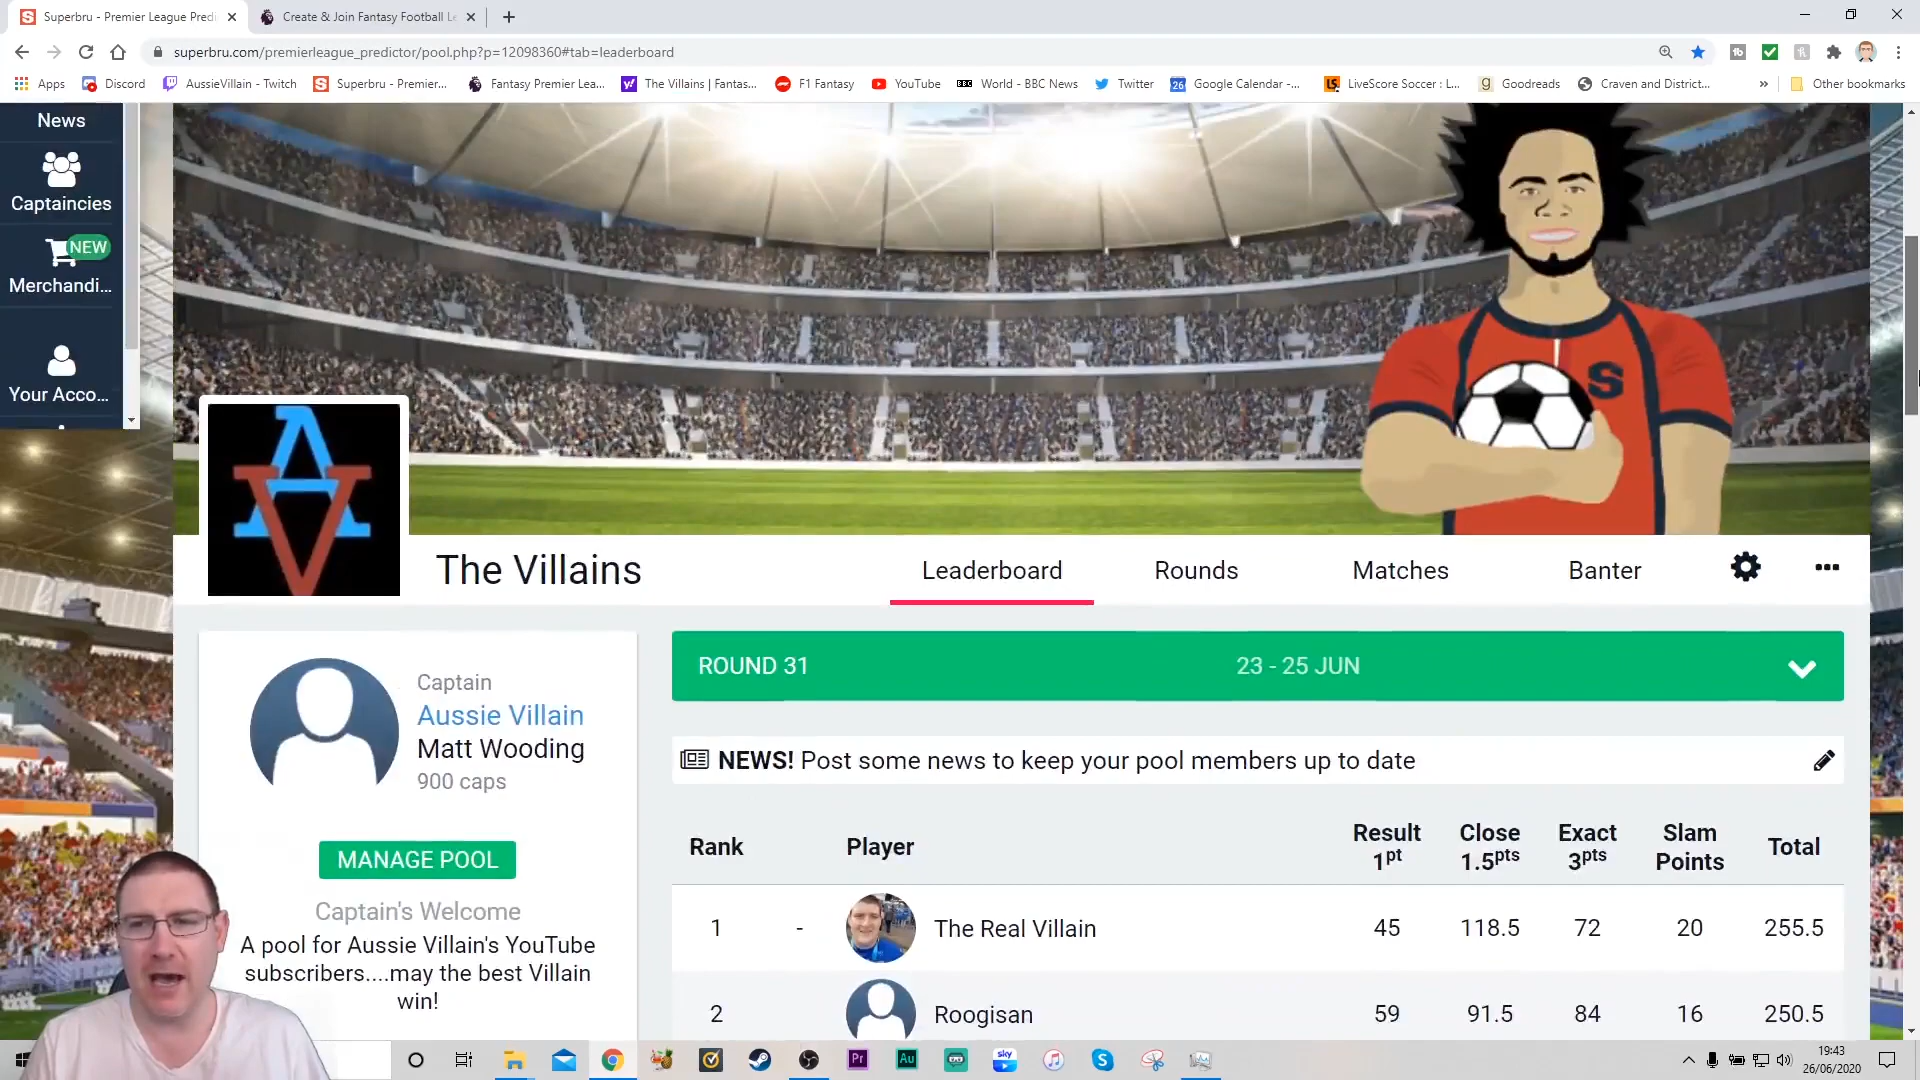 Superbru - Premier League Predi
Create & Join Fantasy Football Le
superbru.com/premierleague_predictor/pool.php?p=12098360#tab=leaderboard
Apps
Discord
AussieVillain - Twitch
Superbru - Premier...
Fantasy Premier Lea...
The Villains | Fantas...
F1 Fantasy
YouTube
BBC
World - BBC News
Twitter
26
Google Calendar -...
LS
LiveScore Soccer : L...
Goodreads
Craven and District...
Other bookmarks
News
Captaincies
NEW
Merchandi...
Your Acco...
S
AV
The Villains
Leaderboard
Rounds
Matches
Banter
Captain
Aussie Villain
Matt Wooding
900 caps
MANAGE POOL
Captain's Welcome
A pool for Aussie Villain's YouTube
subscribers....may the best Villain
win!
ROUND 31 23 - 25 JUN
NEWS! Post some news to keep your pool members up to date
Rank Player Result 1pt Close 1.5pts Exact 3pts Slam Points Total
1 - The Real Villain 45 118.5 72 20 255.5
2 Roogisan 59 91.5 84 16 250.5
Pr
Au
sky
19:43
26/06/2020